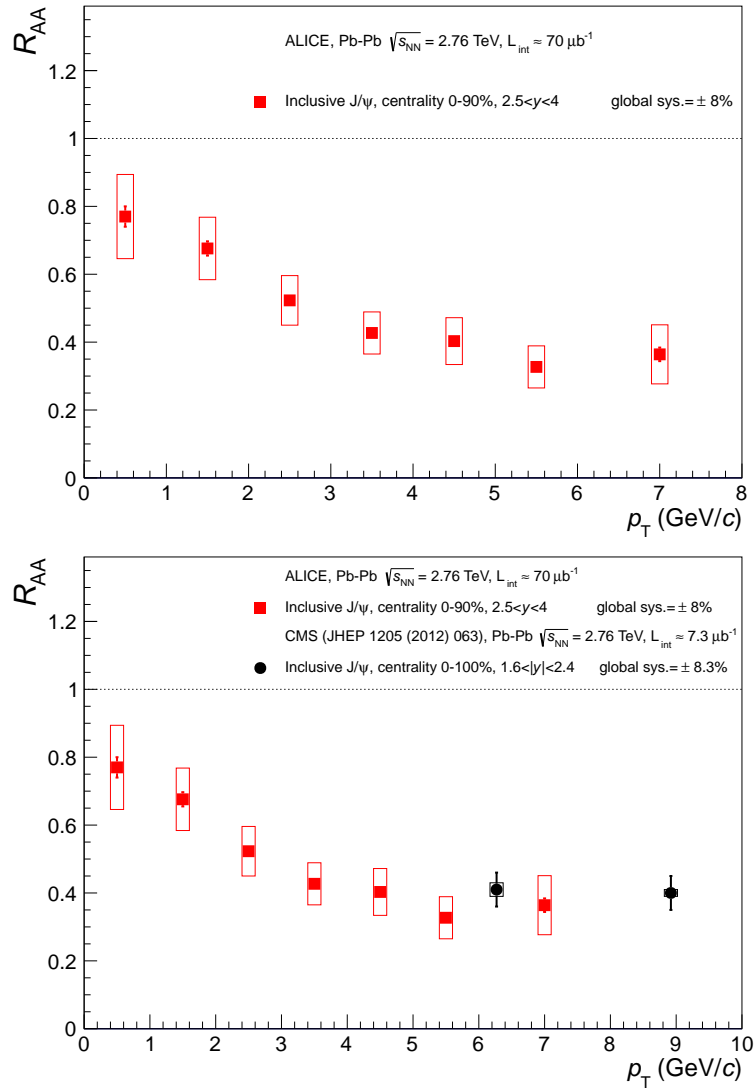 R_AA
ALICE, Pb-Pb √s_NN = 2.76 TeV, L_int ≈ 70 μb⁻¹
Inclusive J/ψ, centrality 0-90%, 2.5<y<4 global sys.= ± 8%
1.2
1
0.8
0.6
0.4
0.2
0
0 1 2 3 4 5 6 7 8
p_T (GeV/c)
R_AA
ALICE, Pb-Pb √s_NN = 2.76 TeV, L_int ≈ 70 μb⁻¹
Inclusive J/ψ, centrality 0-90%, 2.5<y<4 global sys.= ± 8%
CMS (JHEP 1205 (2012) 063), Pb-Pb √s_NN = 2.76 TeV, L_int ≈ 7.3 μb⁻¹
Inclusive J/ψ, centrality 0-100%, 1.6<|y|<2.4 global sys.= ± 8.3%
1.2
1
0.8
0.6
0.4
0.2
0
0 1 2 3 4 5 6 7 8 9 10
p_T (GeV/c)